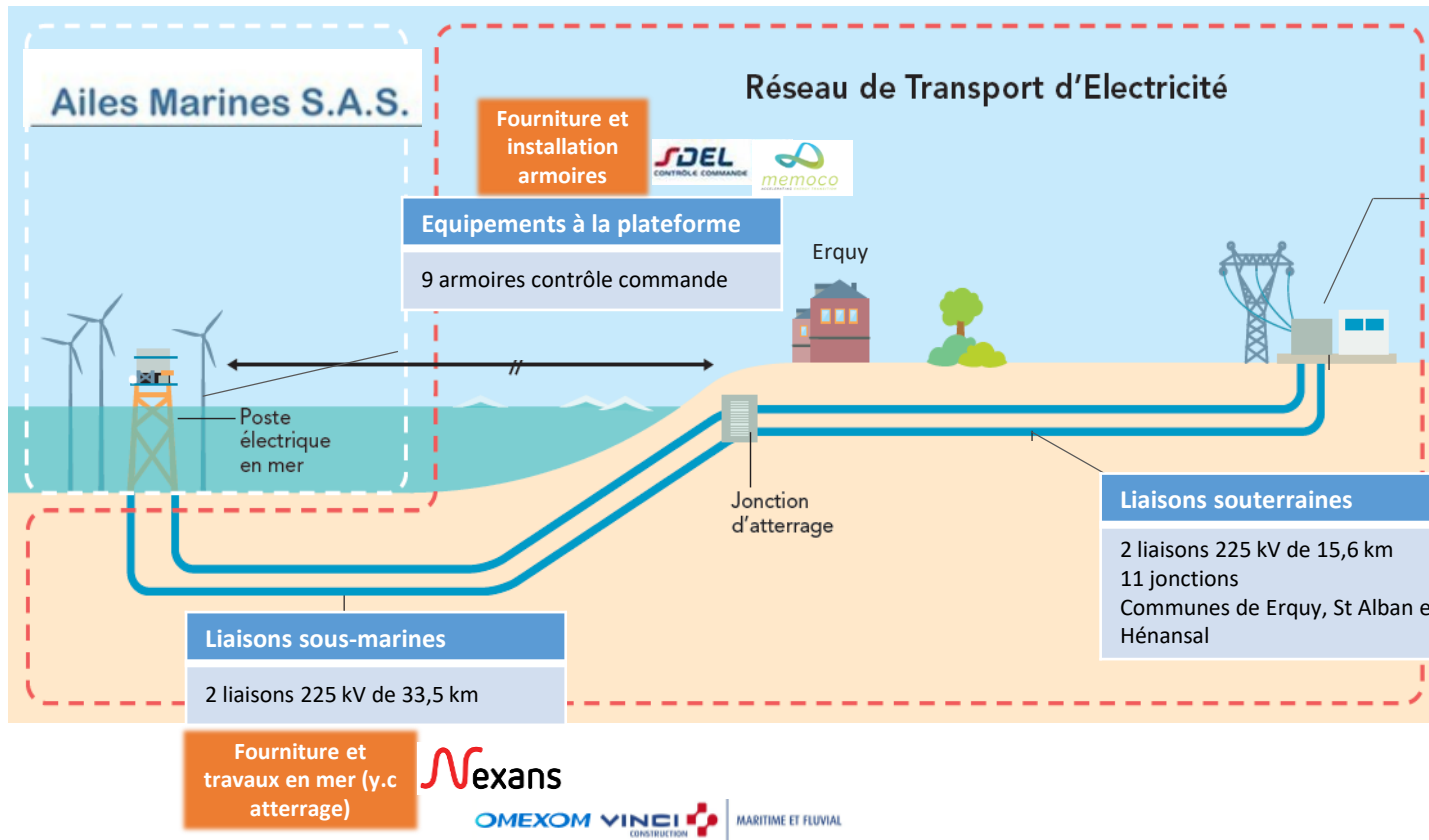 Ailes Marines S.A.S.
Réseau de Transport d'Electricité
Fourniture et
installation
armoires
SDEL
CONTRÔLE COMMANDE
memoco
Equipements à la plateforme
9 armoires contrôle commande
Erquy
Poste
électrique
en mer
//
Jonction
d'atterrage
Liaisons souterraines
2 liaisons 225 kV de 15,6 km
11 jonctions
Communes de Erquy, St Alban e
Hénansal
Liaisons sous-marines
2 liaisons 225 kV de 33,5 km
Fourniture et
travaux en mer (y.c
atterrage)
Nexans
OMEXOM VINCI CONSTRUCTION MARITIME ET FLUVIAL